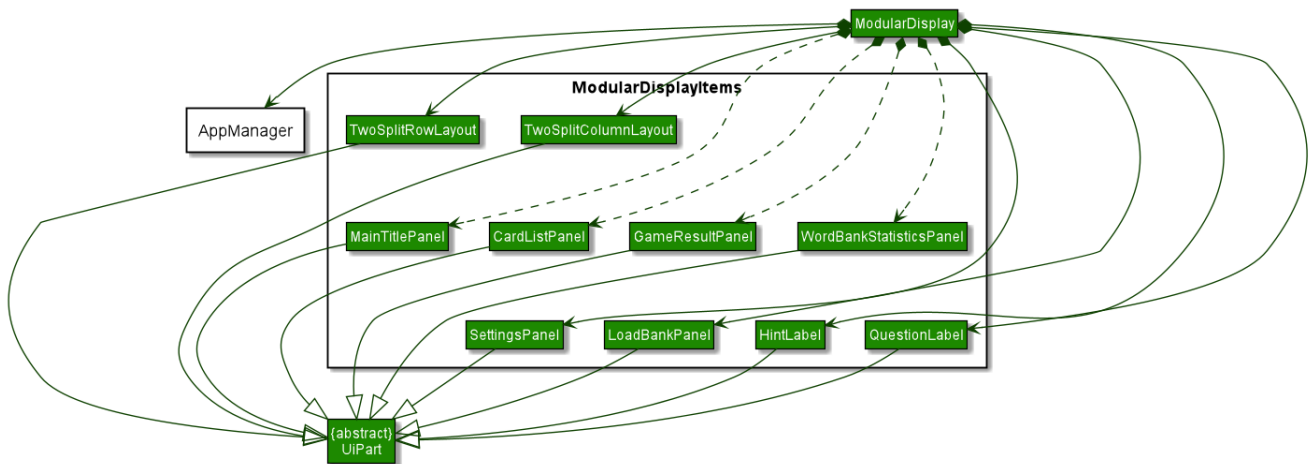 ModularDisplay
ModularDisplayItems
AppManager
TwoSplitRowLayout
TwoSplitColumnLayout
MainTitlePanel
CardListPanel
GameResultPanel
WordBankStatisticsPanel
SettingsPanel
LoadBankPanel
HintLabel
QuestionLabel
{abstract}
UiPart